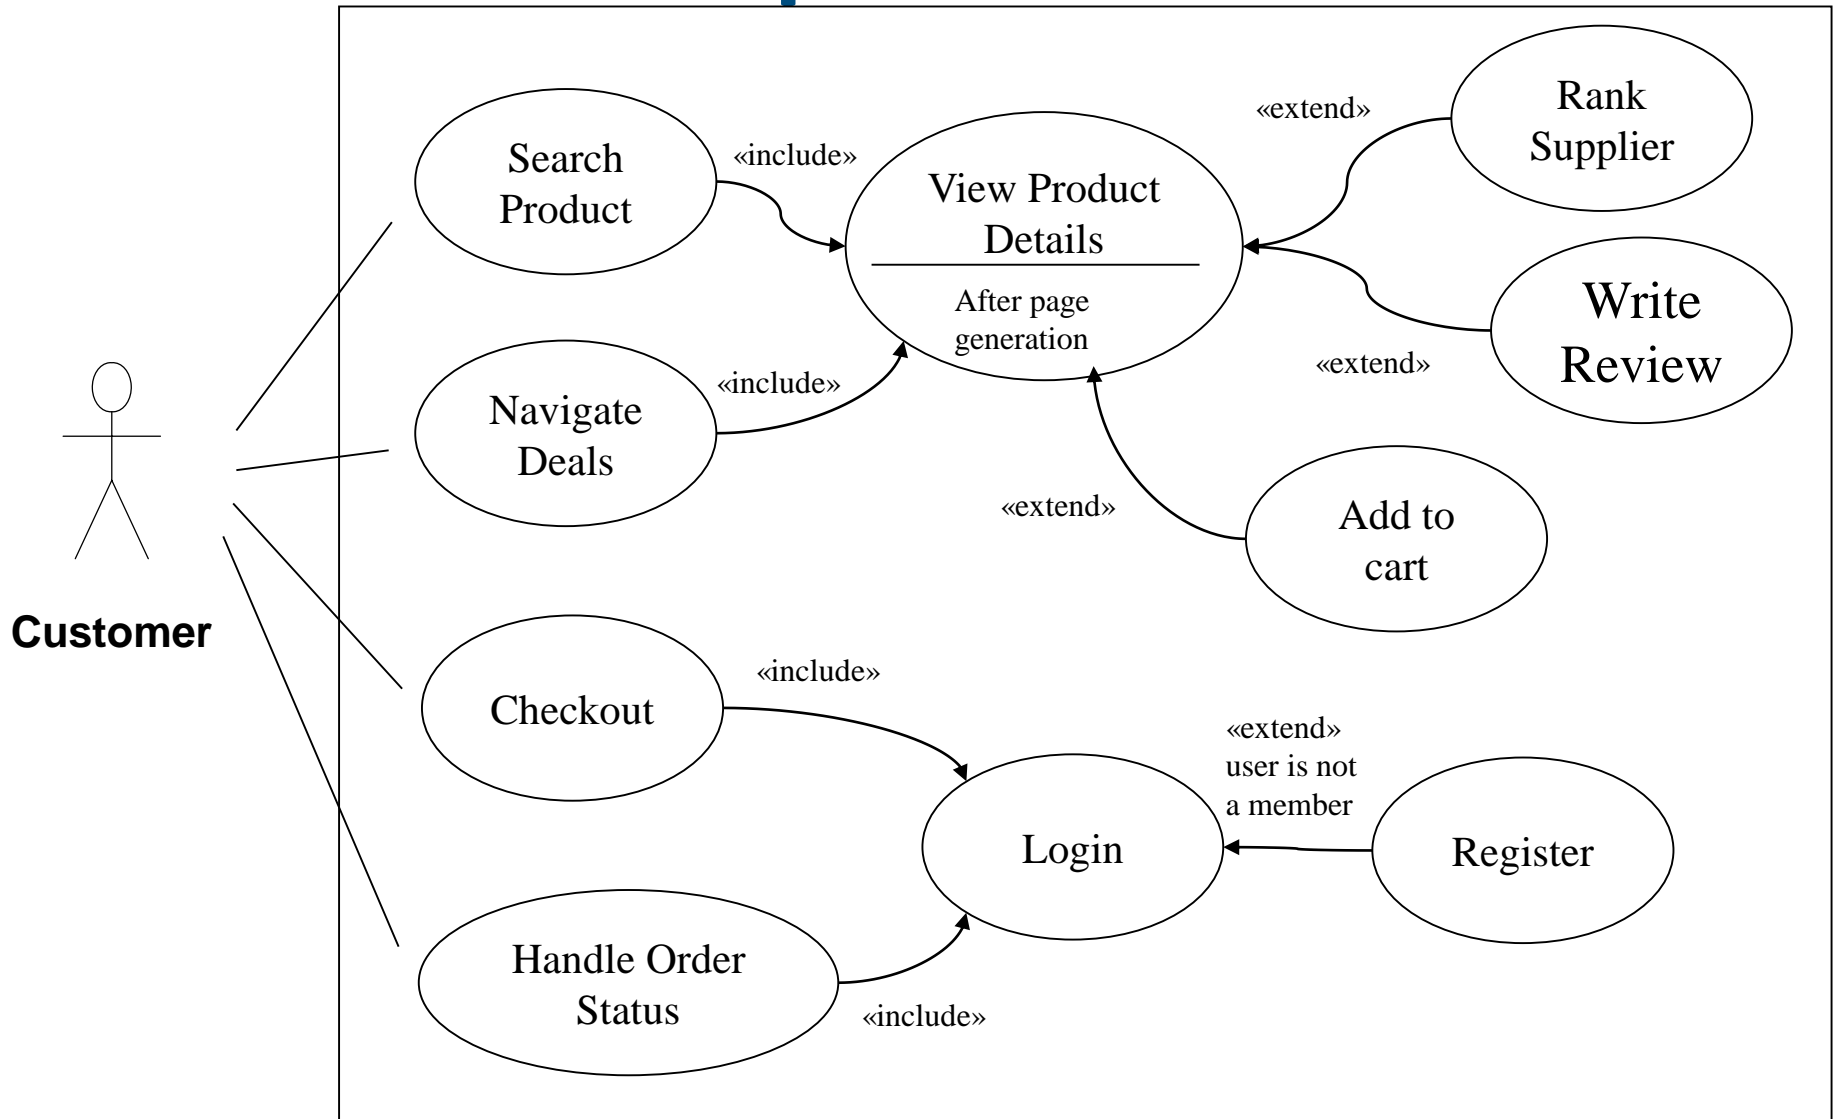 «extend»
Rank
Supplier
Search
Product
«include»
View Product
Details
After page
generation
Write
Review
«extend»
Navigate
Deals
«include»
«extend»
Add to
cart
Customer
Checkout
«include»
«extend»
user is not
a member
Login
Register
Handle Order
Status
«include»